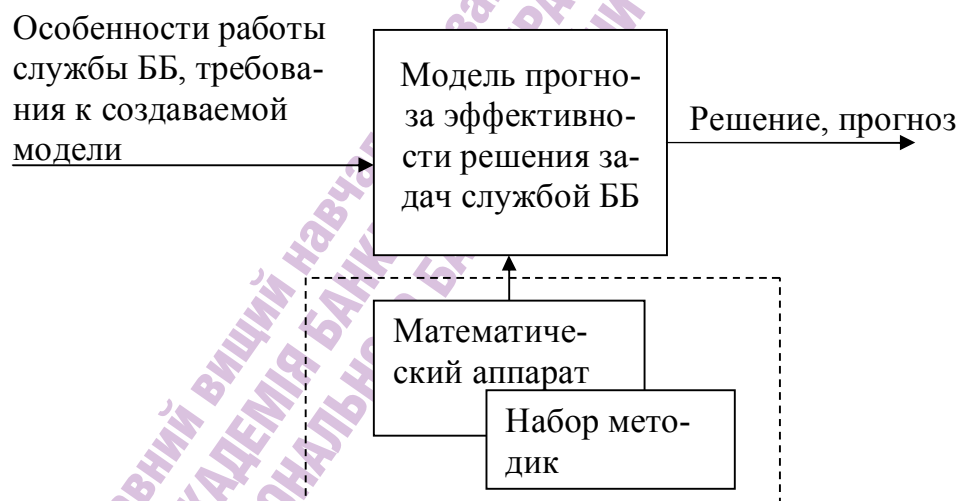 Особенности работы
службы ББ, требова-
ния к создаваемой
модели
Модель прогно-
за эффективно-
сти решения за-
дач службой ББ
Решение, прогноз
Математиче-
ский аппарат
Набор мето-
дик